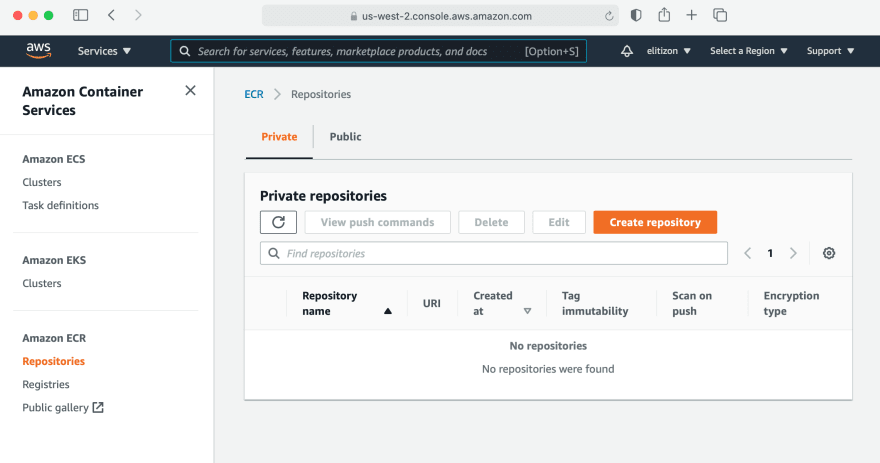 us-west-2.console.aws.amazon.com
aws
Services ▼
Search for services, features, marketplace products, and docs [Option+S]
elitizon ▼
Select a Region ▼
Support ▼
Amazon Container
Services
Amazon ECS
Clusters
Task definitions
Amazon EKS
Clusters
Amazon ECR
Repositories
Registries
Public gallery
ECR > Repositories
Private
Public
Private repositories
View push commands
Delete
Edit
Create repository
Find repositories
< 1 >
Repository
name
URI
Created
at
Tag
immutability
Scan on
push
Encryption
type
No repositories
No repositories were found